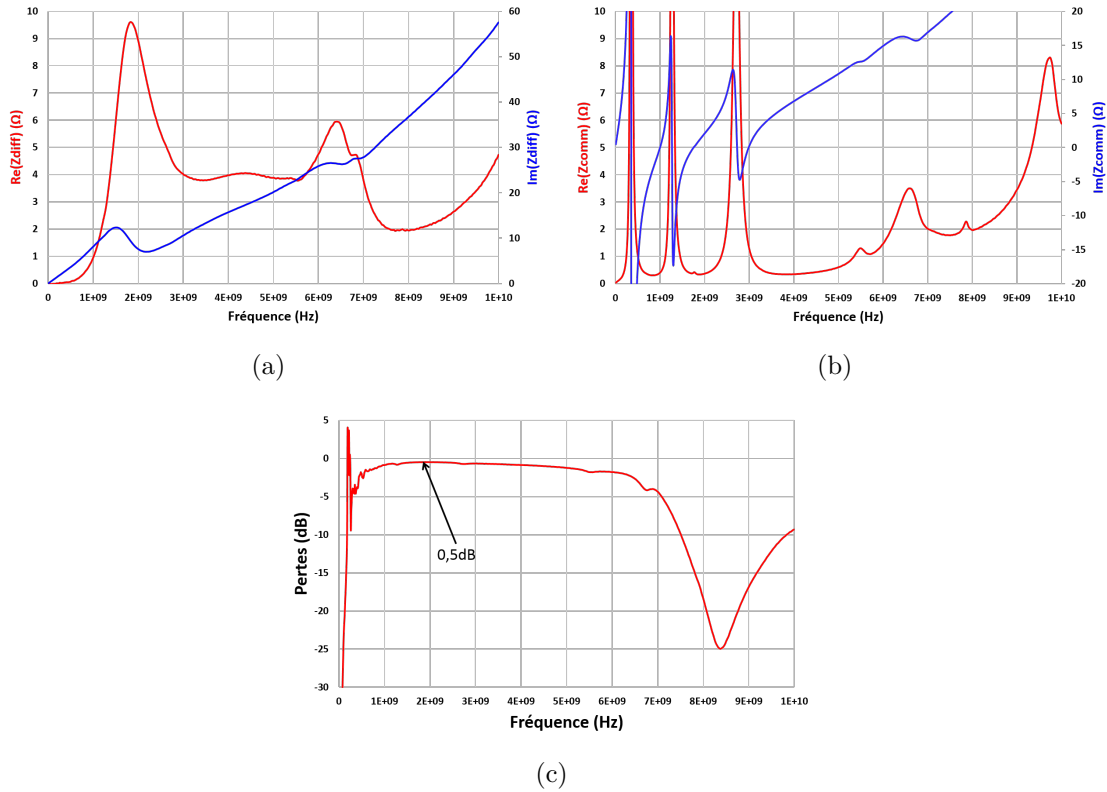 10 9 8 7 6 5 4 3 2 1 0
Re(Zdiff) (Ω)
60 50 40 30 20 10 0
Im(Zdiff) (Ω)
0 1E+09 2E+09 3E+09 4E+09 5E+09 6E+09 7E+09 8E+09 9E+09 1E+10
Fréquence (Hz)
(a)
10 9 8 7 6 5 4 3 2 1 0
Re(Zcomm) (Ω)
20 15 10 5 0 -5 -10 -15 -20
Im(Zcomm) (Ω)
0 1E+09 2E+09 3E+09 4E+09 5E+09 6E+09 7E+09 8E+09 9E+09 1E+10
Fréquence (Hz)
(b)
5 0 -5 -10 -15 -20 -25 -30
Pertes (dB)
0,5dB
0 1E+09 2E+09 3E+09 4E+09 5E+09 6E+09 7E+09 8E+09 9E+09 1E+10
Fréquence (Hz)
(c)